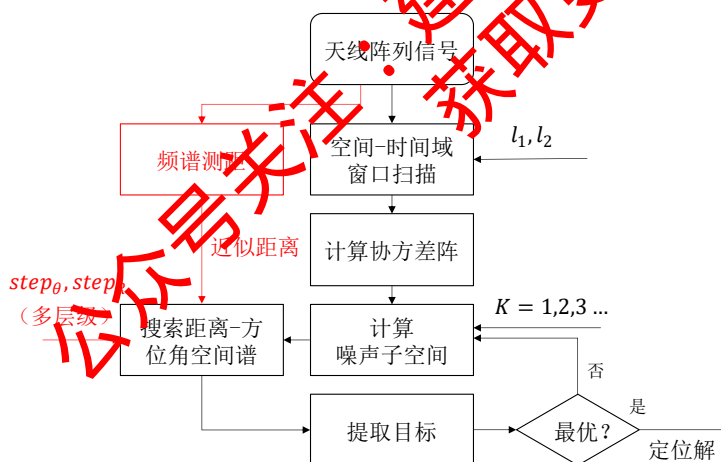 天线阵列信号
频谱测距
空间-时间域
窗口扫描
l₁, l₂
近似距离
计算协方差阵
step_θ, step
（多层级）
搜索距离-方
位角空间谱
计算
噪声子空间
K = 1,2,3 …
否
提取目标
最优？
是
定位解
公众号关注：建
获取更